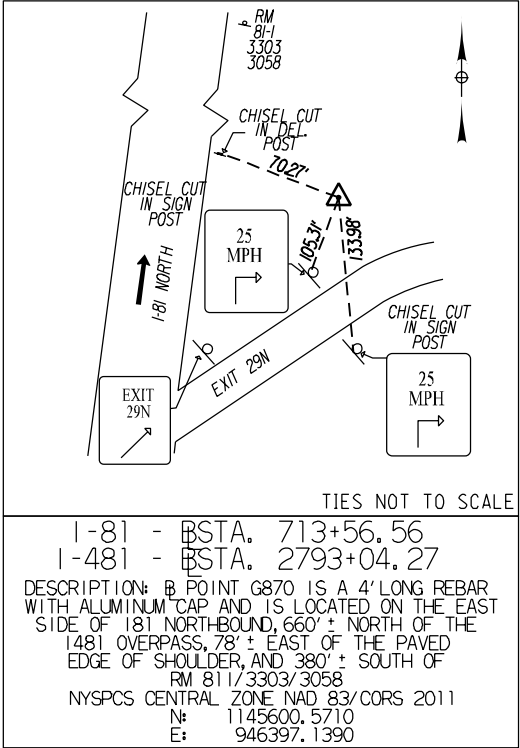 RM
81-1
3303
3058
CHISEL CUT
IN DEL.
POST
70.27'
CHISEL CUT
IN SIGN
POST
25
MPH
105.31'
133.98'
I-81 NORTH
CHISEL CUT
IN SIGN
POST
EXIT 29N
EXIT
29N
25
MPH
TIES NOT TO SCALE
I-81 - BL STA. 713+56.56
I-481 - BL STA. 2793+04.27
DESCRIPTION: BL POINT G870 IS A 4' LONG REBAR
WITH ALUMINUM CAP AND IS LOCATED ON THE EAST
SIDE OF I81 NORTHBOUND, 660' ± NORTH OF THE
I481 OVERPASS, 78' ± EAST OF THE PAVED
EDGE OF SHOULDER, AND 380' ± SOUTH OF
RM 811/3303/3058
NYSPCS CENTRAL ZONE NAD 83/CORS 2011
N: 1145600.5710
E: 946397.1390